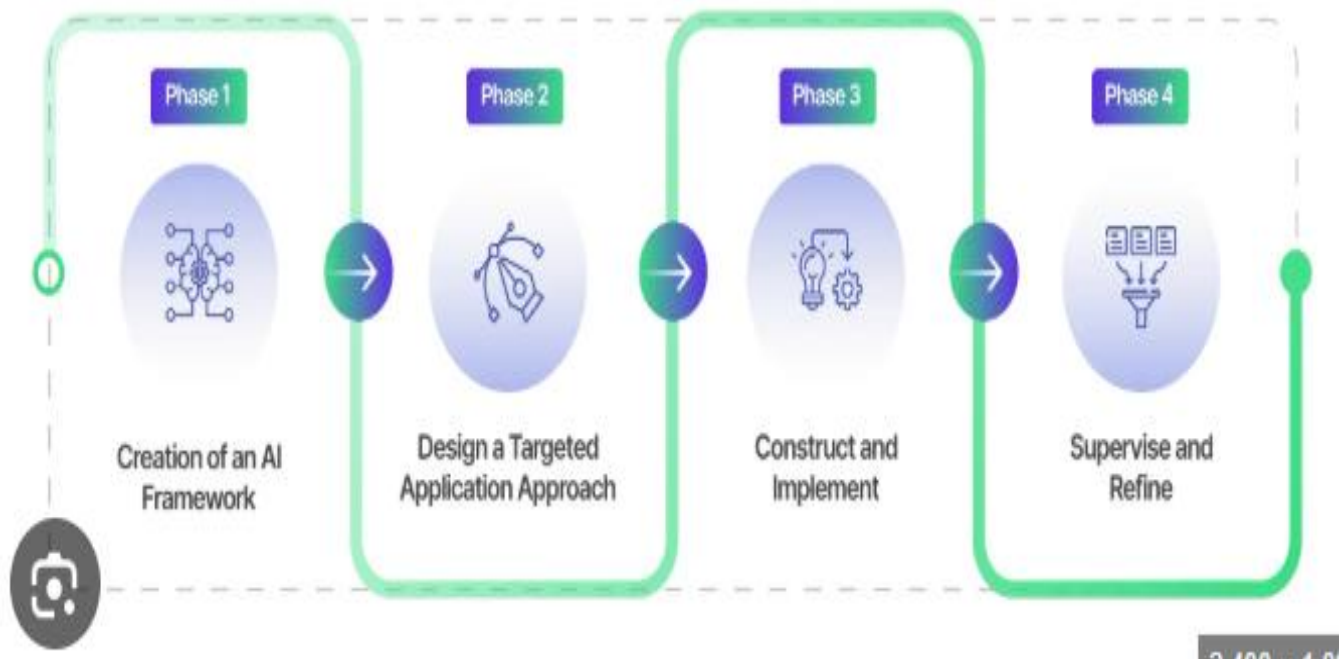 Phase 1
Phase 2
Phase 3
Phase 4
Creation of an AI
Framework
Design a Targeted
Application Approach
Construct and
Implement
Supervise and
Refine